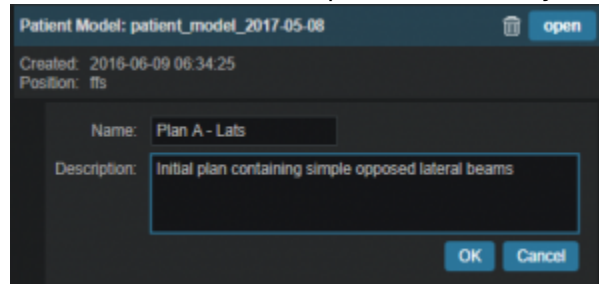 Patient Model: patient_model_2017-05-08 open
Created: 2016-06-09 06:34:25
Position: ffs
Name: Plan A - Lats
Description: Initial plan containing simple opposed lateral beams
OK Cancel